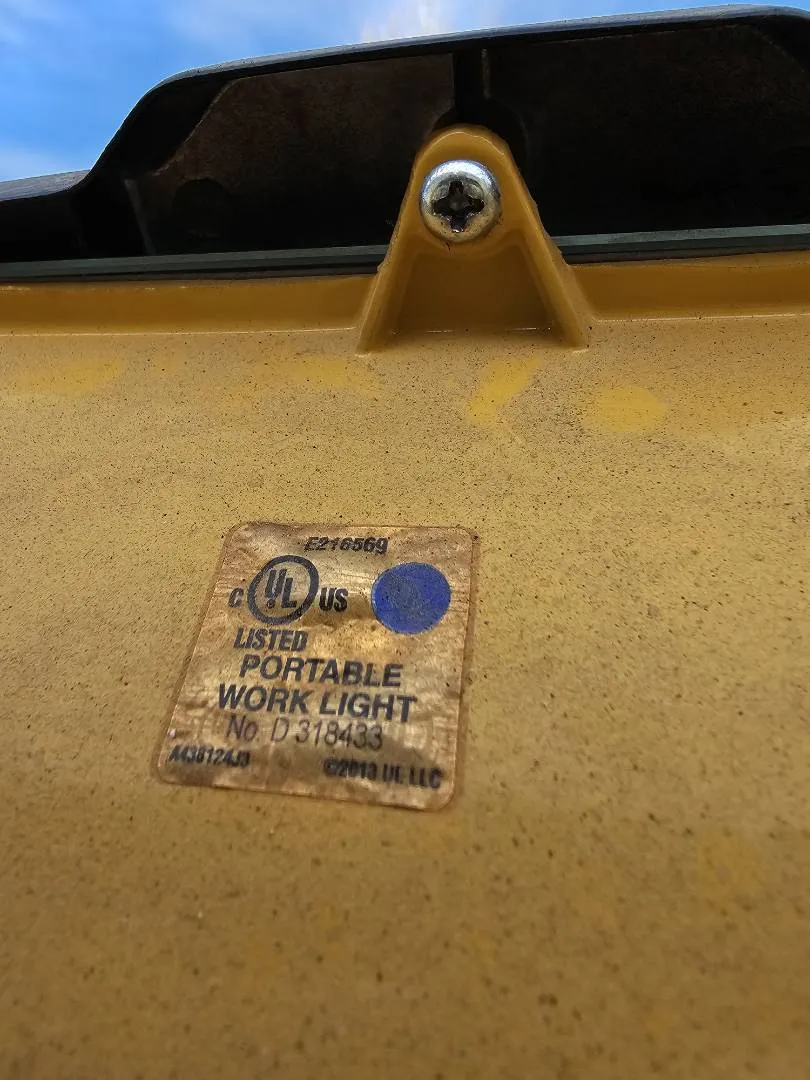 E216569
C UL US
LISTED
PORTABLE
WORK LIGHT
No. D 318433
A438124J3 ©2013 UL LLC